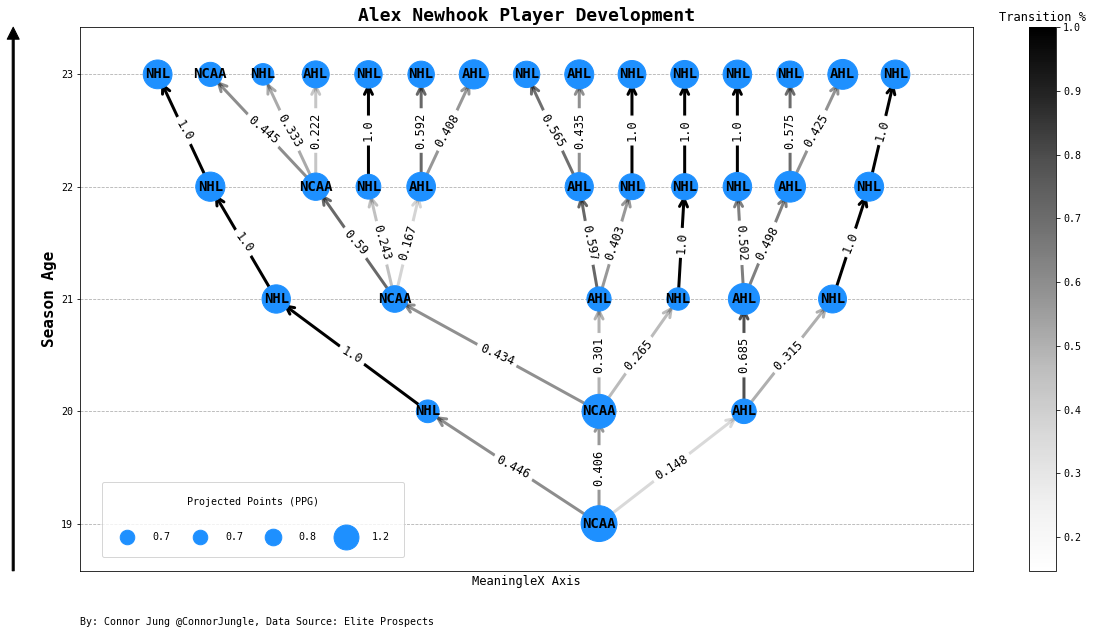 Alex Newhook Player Development
Transition %
23
NHL NCAA NHL AHL NHL NHL AHL NHL AHL NHL NHL NHL NHL AHL NHL
1.0 0.445 0.333 0.222 1.0 0.592 0.408 0.565 0.435 1.0 1.0 1.0 0.575 0.425 1.0
22
NHL NCAA NHL AHL AHL NHL NHL NHL AHL NHL
1.0 0.59 0.243 0.167 0.597 0.403 1.0 0.502 0.498 1.0
21
NHL NCAA AHL NHL AHL NHL
1.0 0.434 0.301 0.265 0.685 0.315
20
NHL NCAA AHL
0.446 0.406 0.148
19
NCAA
Season Age
Projected Points (PPG)
0.7 0.7 0.8 1.2
MeaningleX Axis
1.0
0.9
0.8
0.7
0.6
0.5
0.4
0.3
0.2
By: Connor Jung @ConnorJungle, Data Source: Elite Prospects